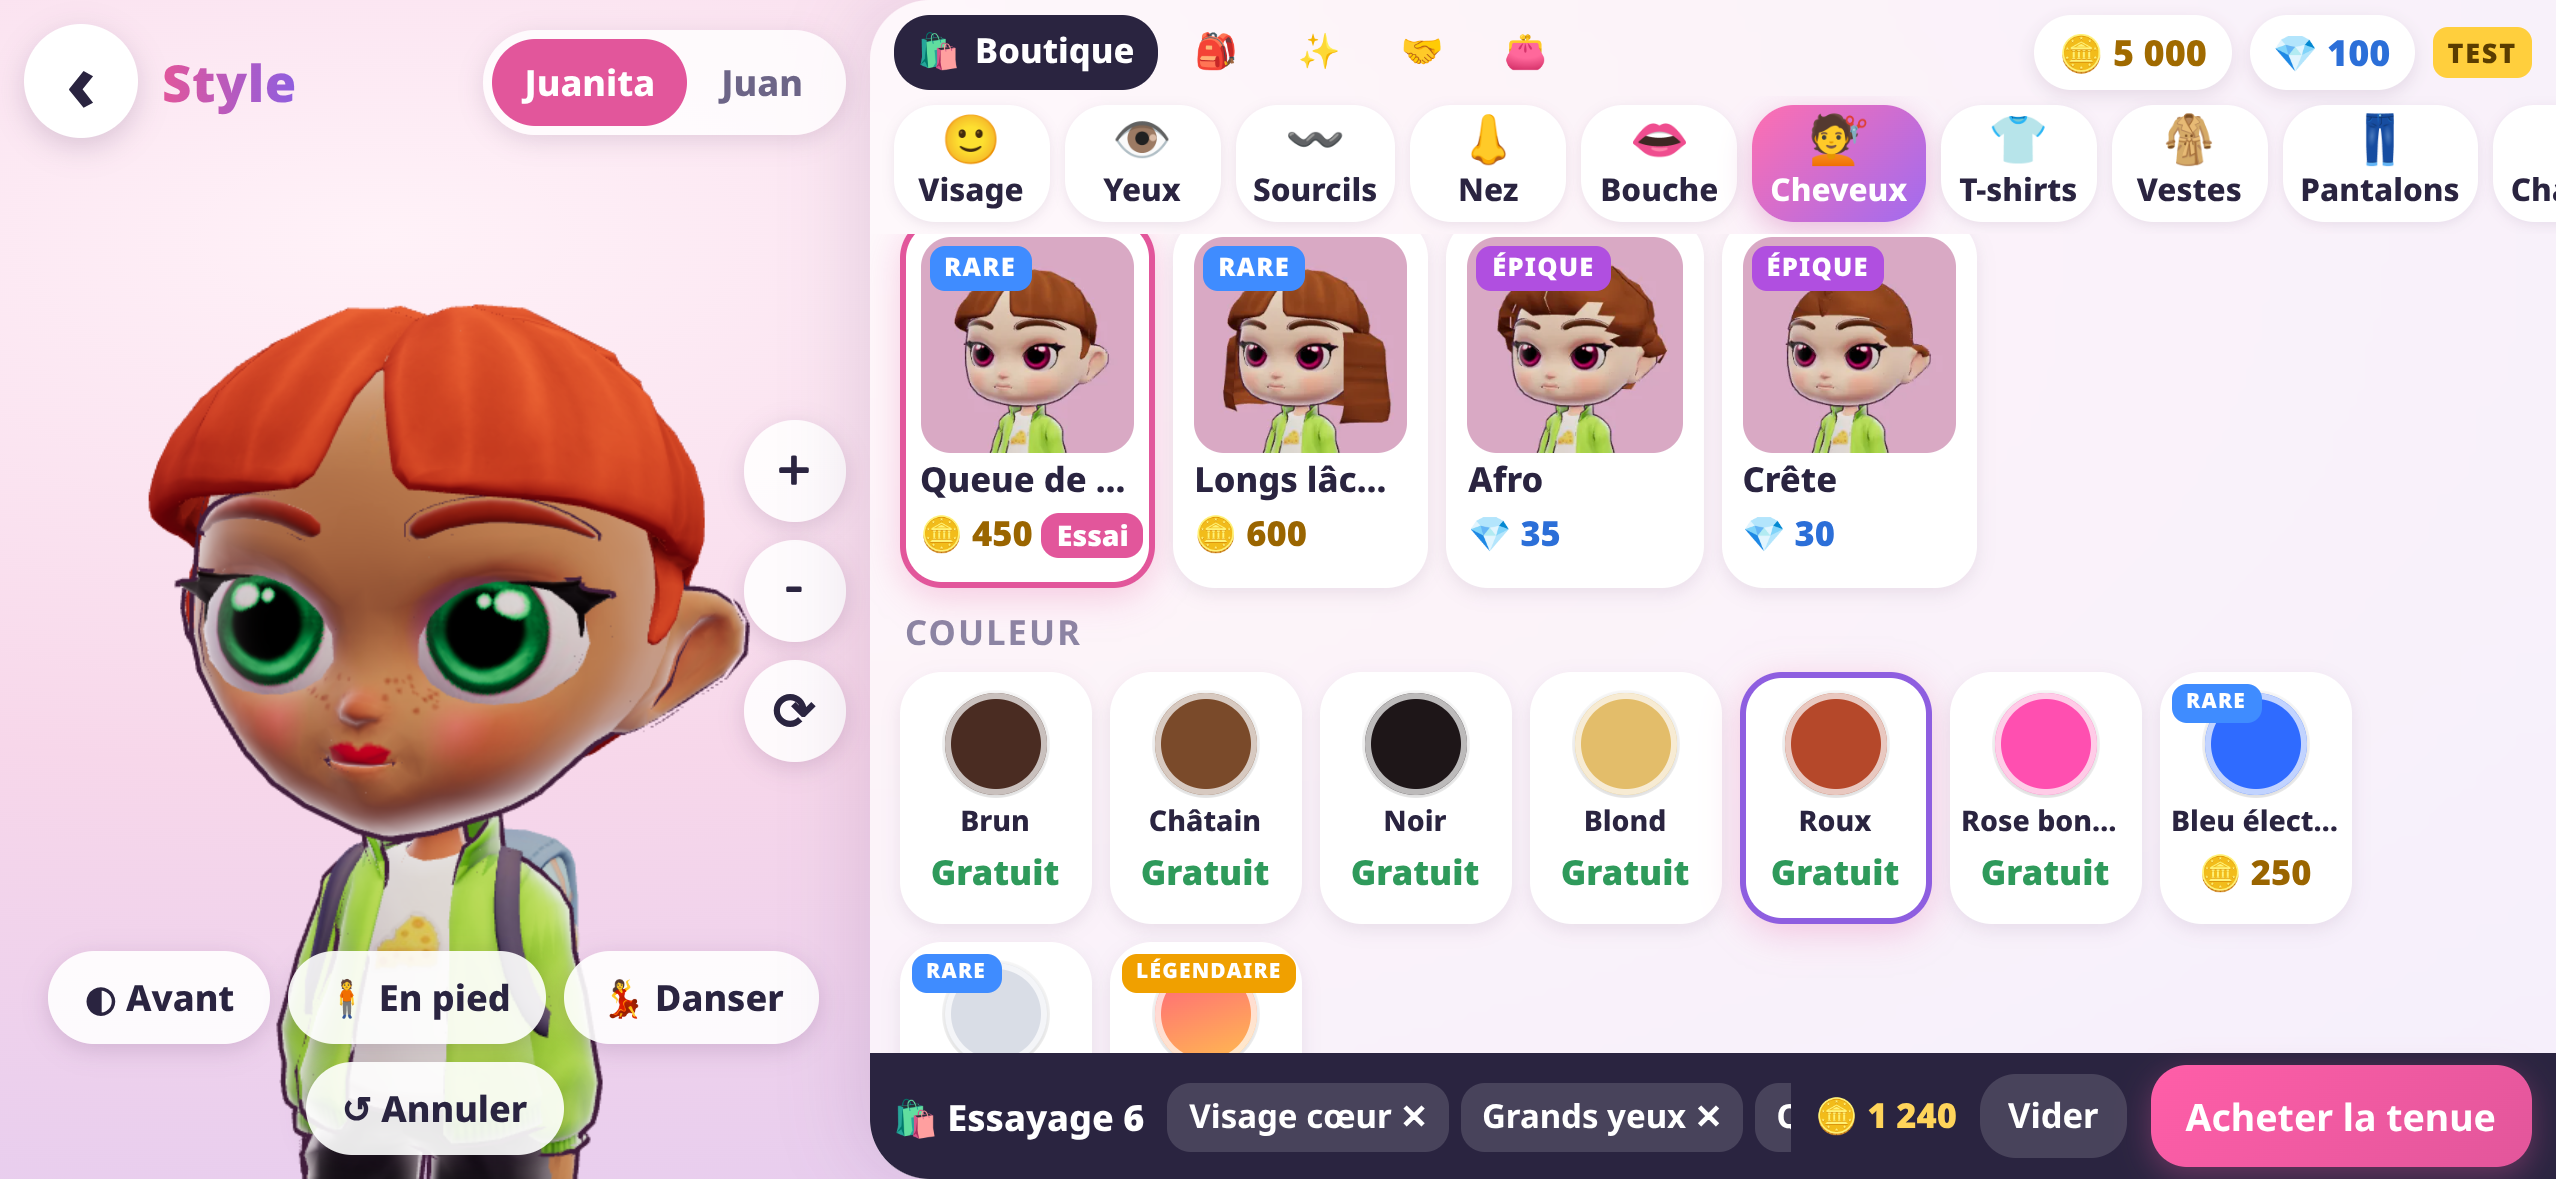 Style
Juanita
Juan
Boutique
5 000
100
TEST
Visage
Yeux
Sourcils
Nez
Bouche
Cheveux
T-shirts
Vestes
Pantalons
RARE
RARE
ÉPIQUE
ÉPIQUE
Queue de ...
450
Essai
Longs lâc...
600
Afro
35
Crête
30
+
-
COULEUR
RARE
Brun
Châtain
Noir
Blond
Roux
Rose bon...
Bleu élect...
Gratuit
Gratuit
Gratuit
Gratuit
Gratuit
Gratuit
250
RARE
LÉGENDAIRE
Avant
En pied
Danser
Annuler
Essayage 6
Visage cœur ✕
Grands yeux ✕
1 240
Vider
Acheter la tenue